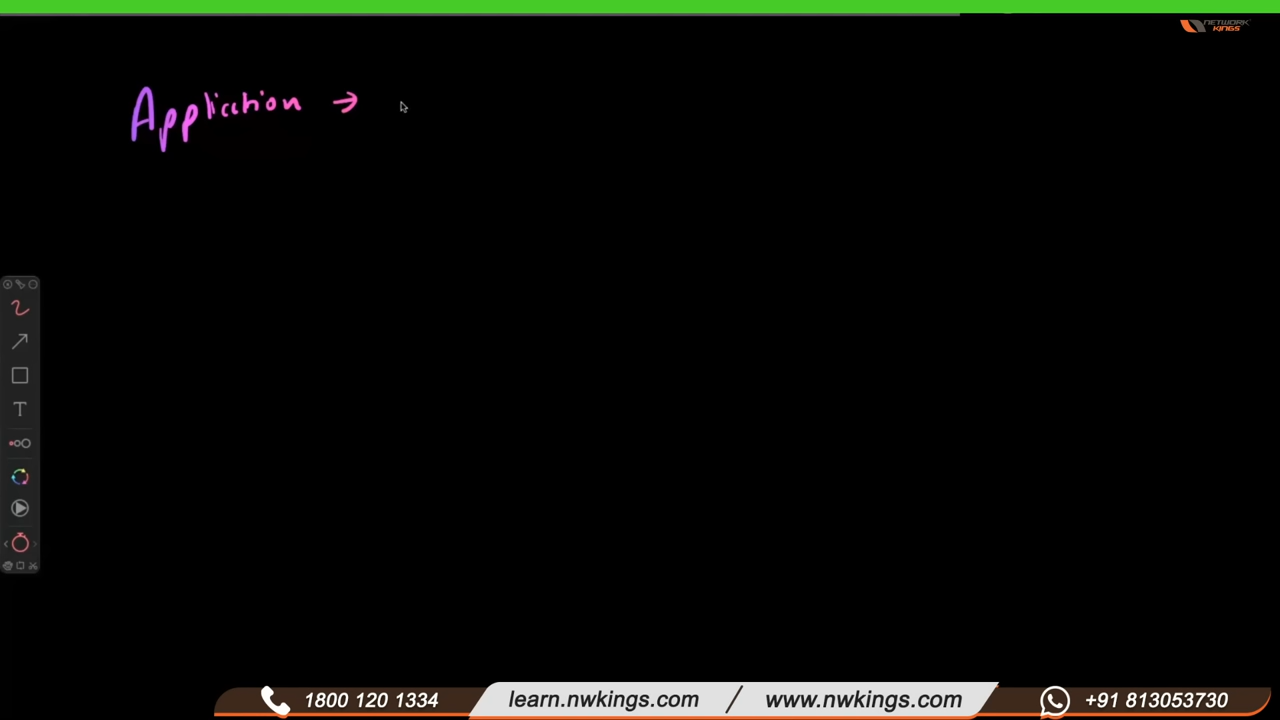 NETWORK
KINGS
Application →
T
1800 120 1334
learn.nwkings.com / www.nwkings.com
+91 813053730